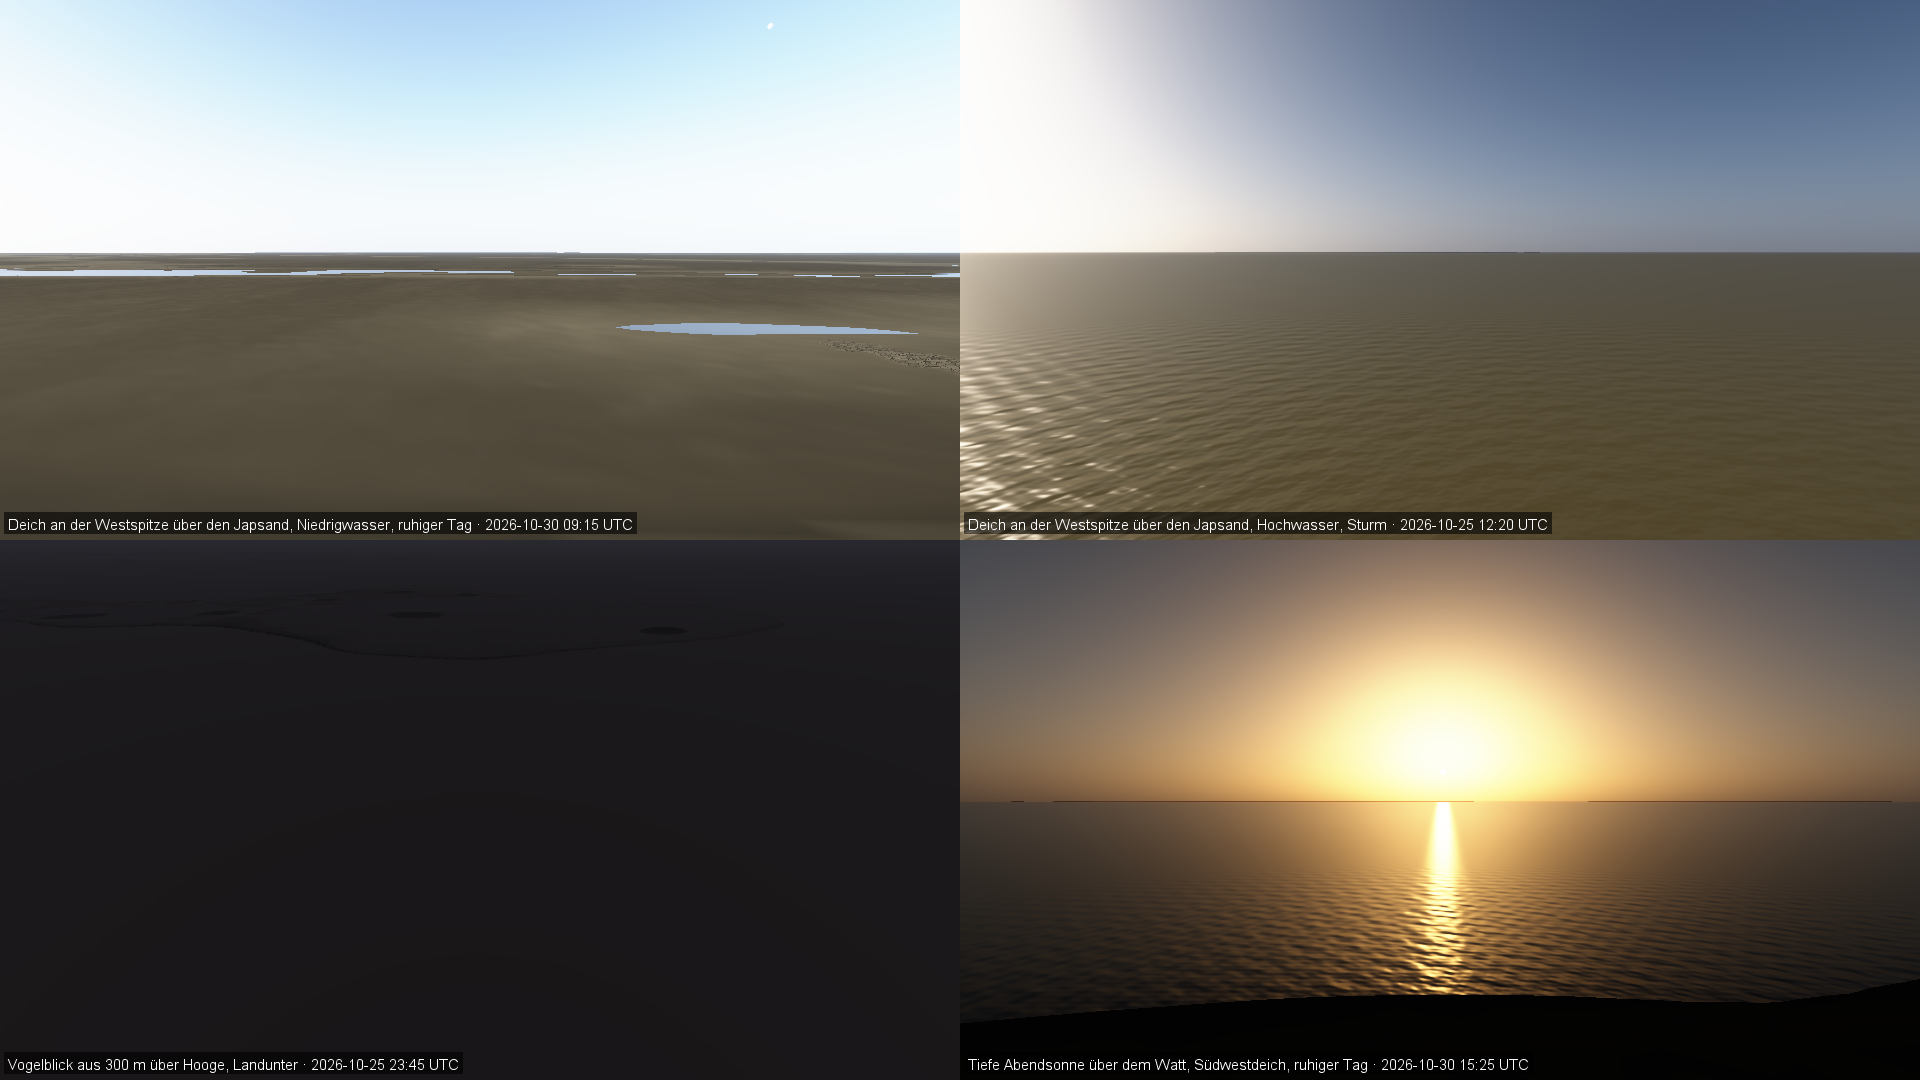 Deich an der Westspitze über den Japsand, Niedrigwasser, ruhiger Tag · 2026-10-30 09:15 UTC
Deich an der Westspitze über den Japsand, Hochwasser, Sturm · 2026-10-25 12:20 UTC
Vogelblick aus 300 m über Hooge, Landunter · 2026-10-25 23:45 UTC
Tiefe Abendsonne über dem Watt, Südwestdeich, ruhiger Tag · 2026-10-30 15:25 UTC